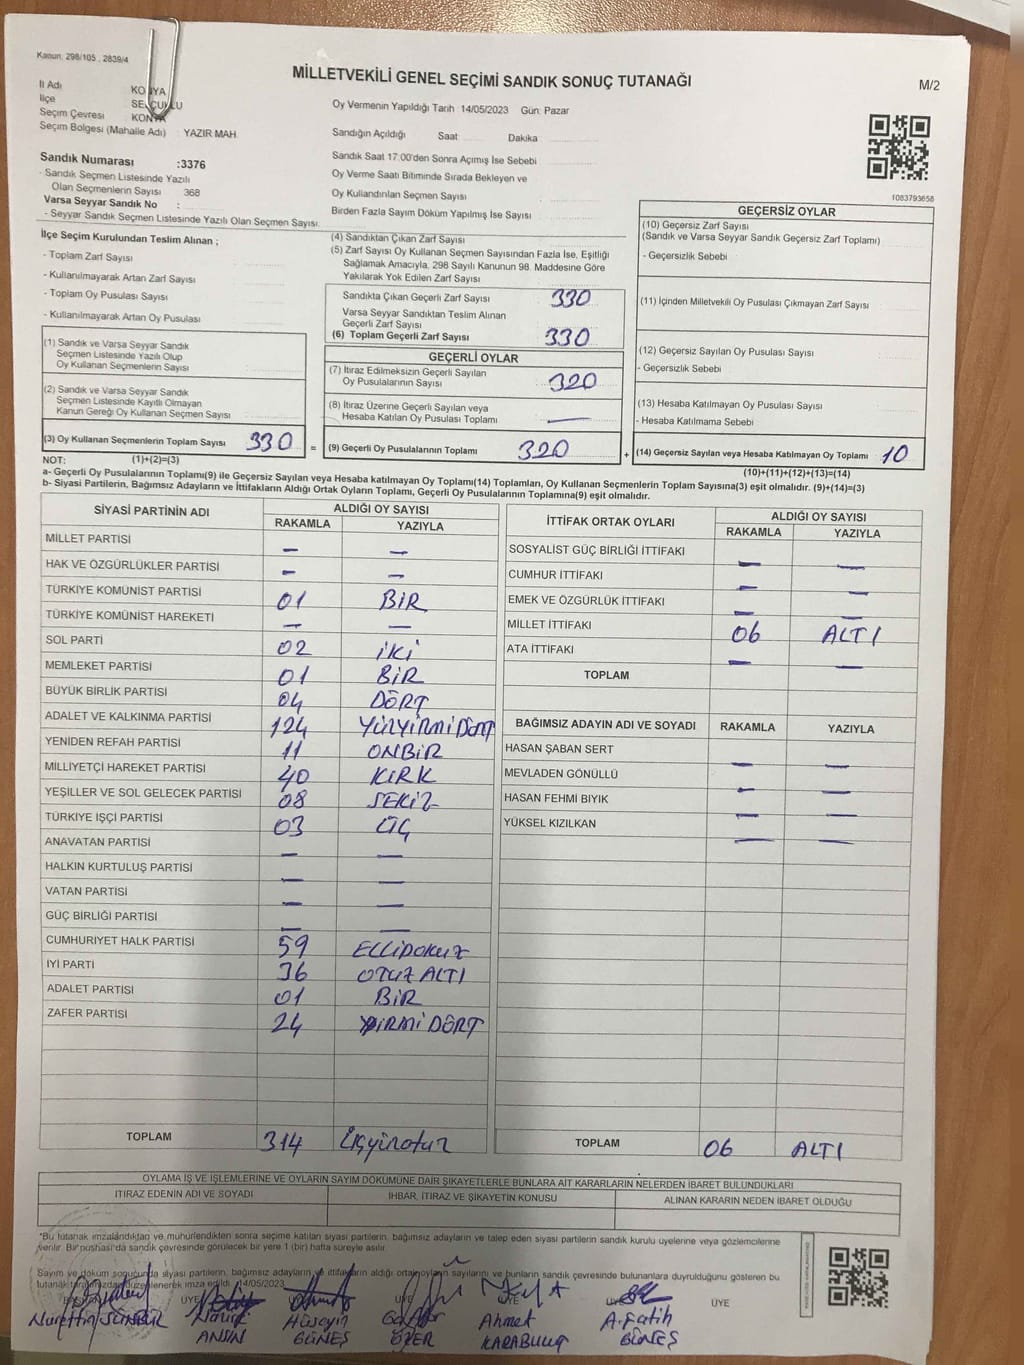 Kanun: 298/105 , 2839/4
MİLLETVEKİLİ GENEL SEÇİMİ SANDIK SONUÇ TUTANAĞI
M/2
İl Adı KONYA
İlçe SELÇUKLU
Seçim Çevresi KONYA
Seçim Bölgesi (Mahalle Adı) : YAZIR MAH.
Oy Vermenin Yapıldığı Tarih :14/05/2023 Gün: Pazar
Sandığın Açıldığı Saat: Dakika
Sandık Saat 17.00'den Sonra Açımış İse Sebebi
Oy Verme Saati Bitiminde Sırada Bekleyen ve
Oy Kullandırılan Seçmen Sayısı
Birden Fazla Sayım Döküm Yapılmış İse Sayısı
1083793658
Sandık Numarası :3376
- Sandık Seçmen Listesinde Yazılı
Olan Seçmenlerin Sayısı 368
Varsa Seyyar Sandık No :
- Seyyar Sandık Seçmen Listesinde Yazılı Olan Seçmen Sayısı.
İlçe Seçim Kurulundan Teslim Alınan ;
- Toplam Zarf Sayısı
- Kullanılmayarak Artan Zarf Sayısı
- Toplam Oy Pusulası Sayısı
- Kullanılmayarak Artan Oy Pusulası
(1) Sandık ve Varsa Seyyar Sandık
Seçmen Listesinde Yazılı Olup
Oy Kullanan Seçmenlerin Sayısı
(2) Sandık ve Varsa Seyyar Sandık
Seçmen Listesinde Kayıtlı Olmayan
Kanun Gereği Oy Kullanan Seçmen Sayısı
(3) Oy Kullanan Seçmenlerin Toplam Sayısı 330 =
(4) Sandıktan Çıkan Zarf Sayısı
(5) Zarf Sayısı Oy Kullanan Seçmen Sayısından Fazla İse, Eşitliği
Sağlamak Amacıyla, 298 Sayılı Kanunun 98. Maddesine Göre
Yakılarak Yok Edilen Zarf Sayısı
Sandıkta Çıkan Geçerli Zarf Sayısı 330
Varsa Seyyar Sandıktan Teslim Alınan
Geçerli Zarf Sayısı
(6) Toplam Geçerli Zarf Sayısı 330
GEÇERLİ OYLAR
(7) İtiraz Edilmeksizin Geçerli Sayılan
Oy Pusulalarının Sayısı 320
(8) İtiraz Üzerine Geçerli Sayılan veya
Hesaba Katılan Oy Pusulası Toplamı —
(9) Geçerli Oy Pusulalarının Toplamı 320 +
GEÇERSİZ OYLAR
(10) Geçersiz Zarf Sayısı
(Sandık ve Varsa Seyyar Sandık Geçersiz Zarf Toplamı)
- Geçersizlik Sebebi
(11) İçinden Milletvekili Oy Pusulası Çıkmayan Zarf Sayısı
(12) Geçersiz Sayılan Oy Pusulası Sayısı
- Geçersizlik Sebebi
(13) Hesaba Katılmayan Oy Pusulası Sayısı
- Hesaba Katılmama Sebebi
(14) Geçersiz Sayılan veya Hesaba Katılmayan Oy Toplamı 10
NOT: (1)+(2)=(3)
(10)+(11)+(12)+(13)=(14)
a- Geçerli Oy Pusulalarının Toplamı(9) ile Geçersiz Sayılan veya Hesaba katılmayan Oy Toplamı(14) Toplamları, Oy Kullanan Seçmenlerin Toplam Sayısına(3) eşit olmalıdır. (9)+(14)=(3)
b- Siyasi Partilerin, Bağımsız Adayların ve İttifakların Aldığı Ortak Oyların Toplamı, Geçerli Oy Pusulalarının Toplamına(9) eşit olmalıdır.
SİYASİ PARTİNİN ADI ALDIĞI OY SAYISI
RAKAMLA YAZIYLA
MİLLET PARTİSİ — —
HAK VE ÖZGÜRLÜKLER PARTİSİ — —
TÜRKİYE KOMÜNİST PARTİSİ 01 BİR
TÜRKİYE KOMÜNİST HAREKETİ — —
SOL PARTİ 02 İKİ
MEMLEKET PARTİSİ 01 BİR
BÜYÜK BİRLİK PARTİSİ 04 DÖRT
ADALET VE KALKINMA PARTİSİ 124 YÜZYİRMİDÖRT
YENİDEN REFAH PARTİSİ 11 ONBİR
MİLLİYETÇİ HAREKET PARTİSİ 40 KIRK
YEŞİLLER VE SOL GELECEK PARTİSİ 08 SEKİZ
TÜRKİYE İŞÇİ PARTİSİ 03 ÜÇ
ANAVATAN PARTİSİ — —
HALKIN KURTULUŞ PARTİSİ — —
VATAN PARTİSİ — —
GÜÇ BİRLİĞİ PARTİSİ — —
CUMHURİYET HALK PARTİSİ 59 ELLİDOKUZ
İYİ PARTİ 36 OTUZ ALTI
ADALET PARTİSİ 01 BİR
ZAFER PARTİSİ 24 YİRMİ DÖRT
TOPLAM 314
İTTİFAK ORTAK OYLARI ALDIĞI OY SAYISI
RAKAMLA YAZIYLA
SOSYALİST GÜÇ BİRLİĞİ İTTİFAKI — —
CUMHUR İTTİFAKI — —
EMEK VE ÖZGÜRLÜK İTTİFAKI — —
MİLLET İTTİFAKI 06 ALTI
ATA İTTİFAKI — —
TOPLAM
BAĞIMSIZ ADAYIN ADI VE SOYADI RAKAMLA YAZIYLA
HASAN ŞABAN SERT — —
MEVLADEN GÖNÜLLÜ — —
HASAN FEHMİ BIYIK — —
YÜKSEL KIZILKAN — —
TOPLAM 06 ALTI
OYLAMA İŞ VE İŞLEMLERİNE VE OYLARIN SAYIM DÖKÜMÜNE DAİR ŞİKAYETLERLE BUNLARA AİT KARARLARIN NELERDEN İBARET BULUNDUKLARI
İTİRAZ EDENİN ADI VE SOYADI İHBAR, İTİRAZ VE ŞİKAYETİN KONUSU ALINAN KARARIN NEDEN İBARET OLDUĞU
*Bu tutanak imzalandıktan ve mühürlendikten sonra seçime katılan siyasi partilerin, bağımsız adayların ve talep eden siyasi partilerin sandık kurulu üyelerine veya gözlemcilerine
verilir. Bir nüshası da sandık çevresinde görülecek bir yere 1 (bir) hafta süreyle asılır.
Sayım ve döküm sonucunda siyasi partilerin, bağımsız adayların ve ittifakların aldığı ortak oyların sayılarını ve bunların sandık çevresinde bulunanlara duyrulduğunu gösteren bu
tutanak tarafımızdan düzenlenerek imza edildi. 14/05/2023
ÜYE ÜYE ÜYE ÜYE ÜYE
Nurettin SUNBUR Hüseyin Ahmet A.Fatih
GÜNEŞ KARABULUT GÜNEŞ